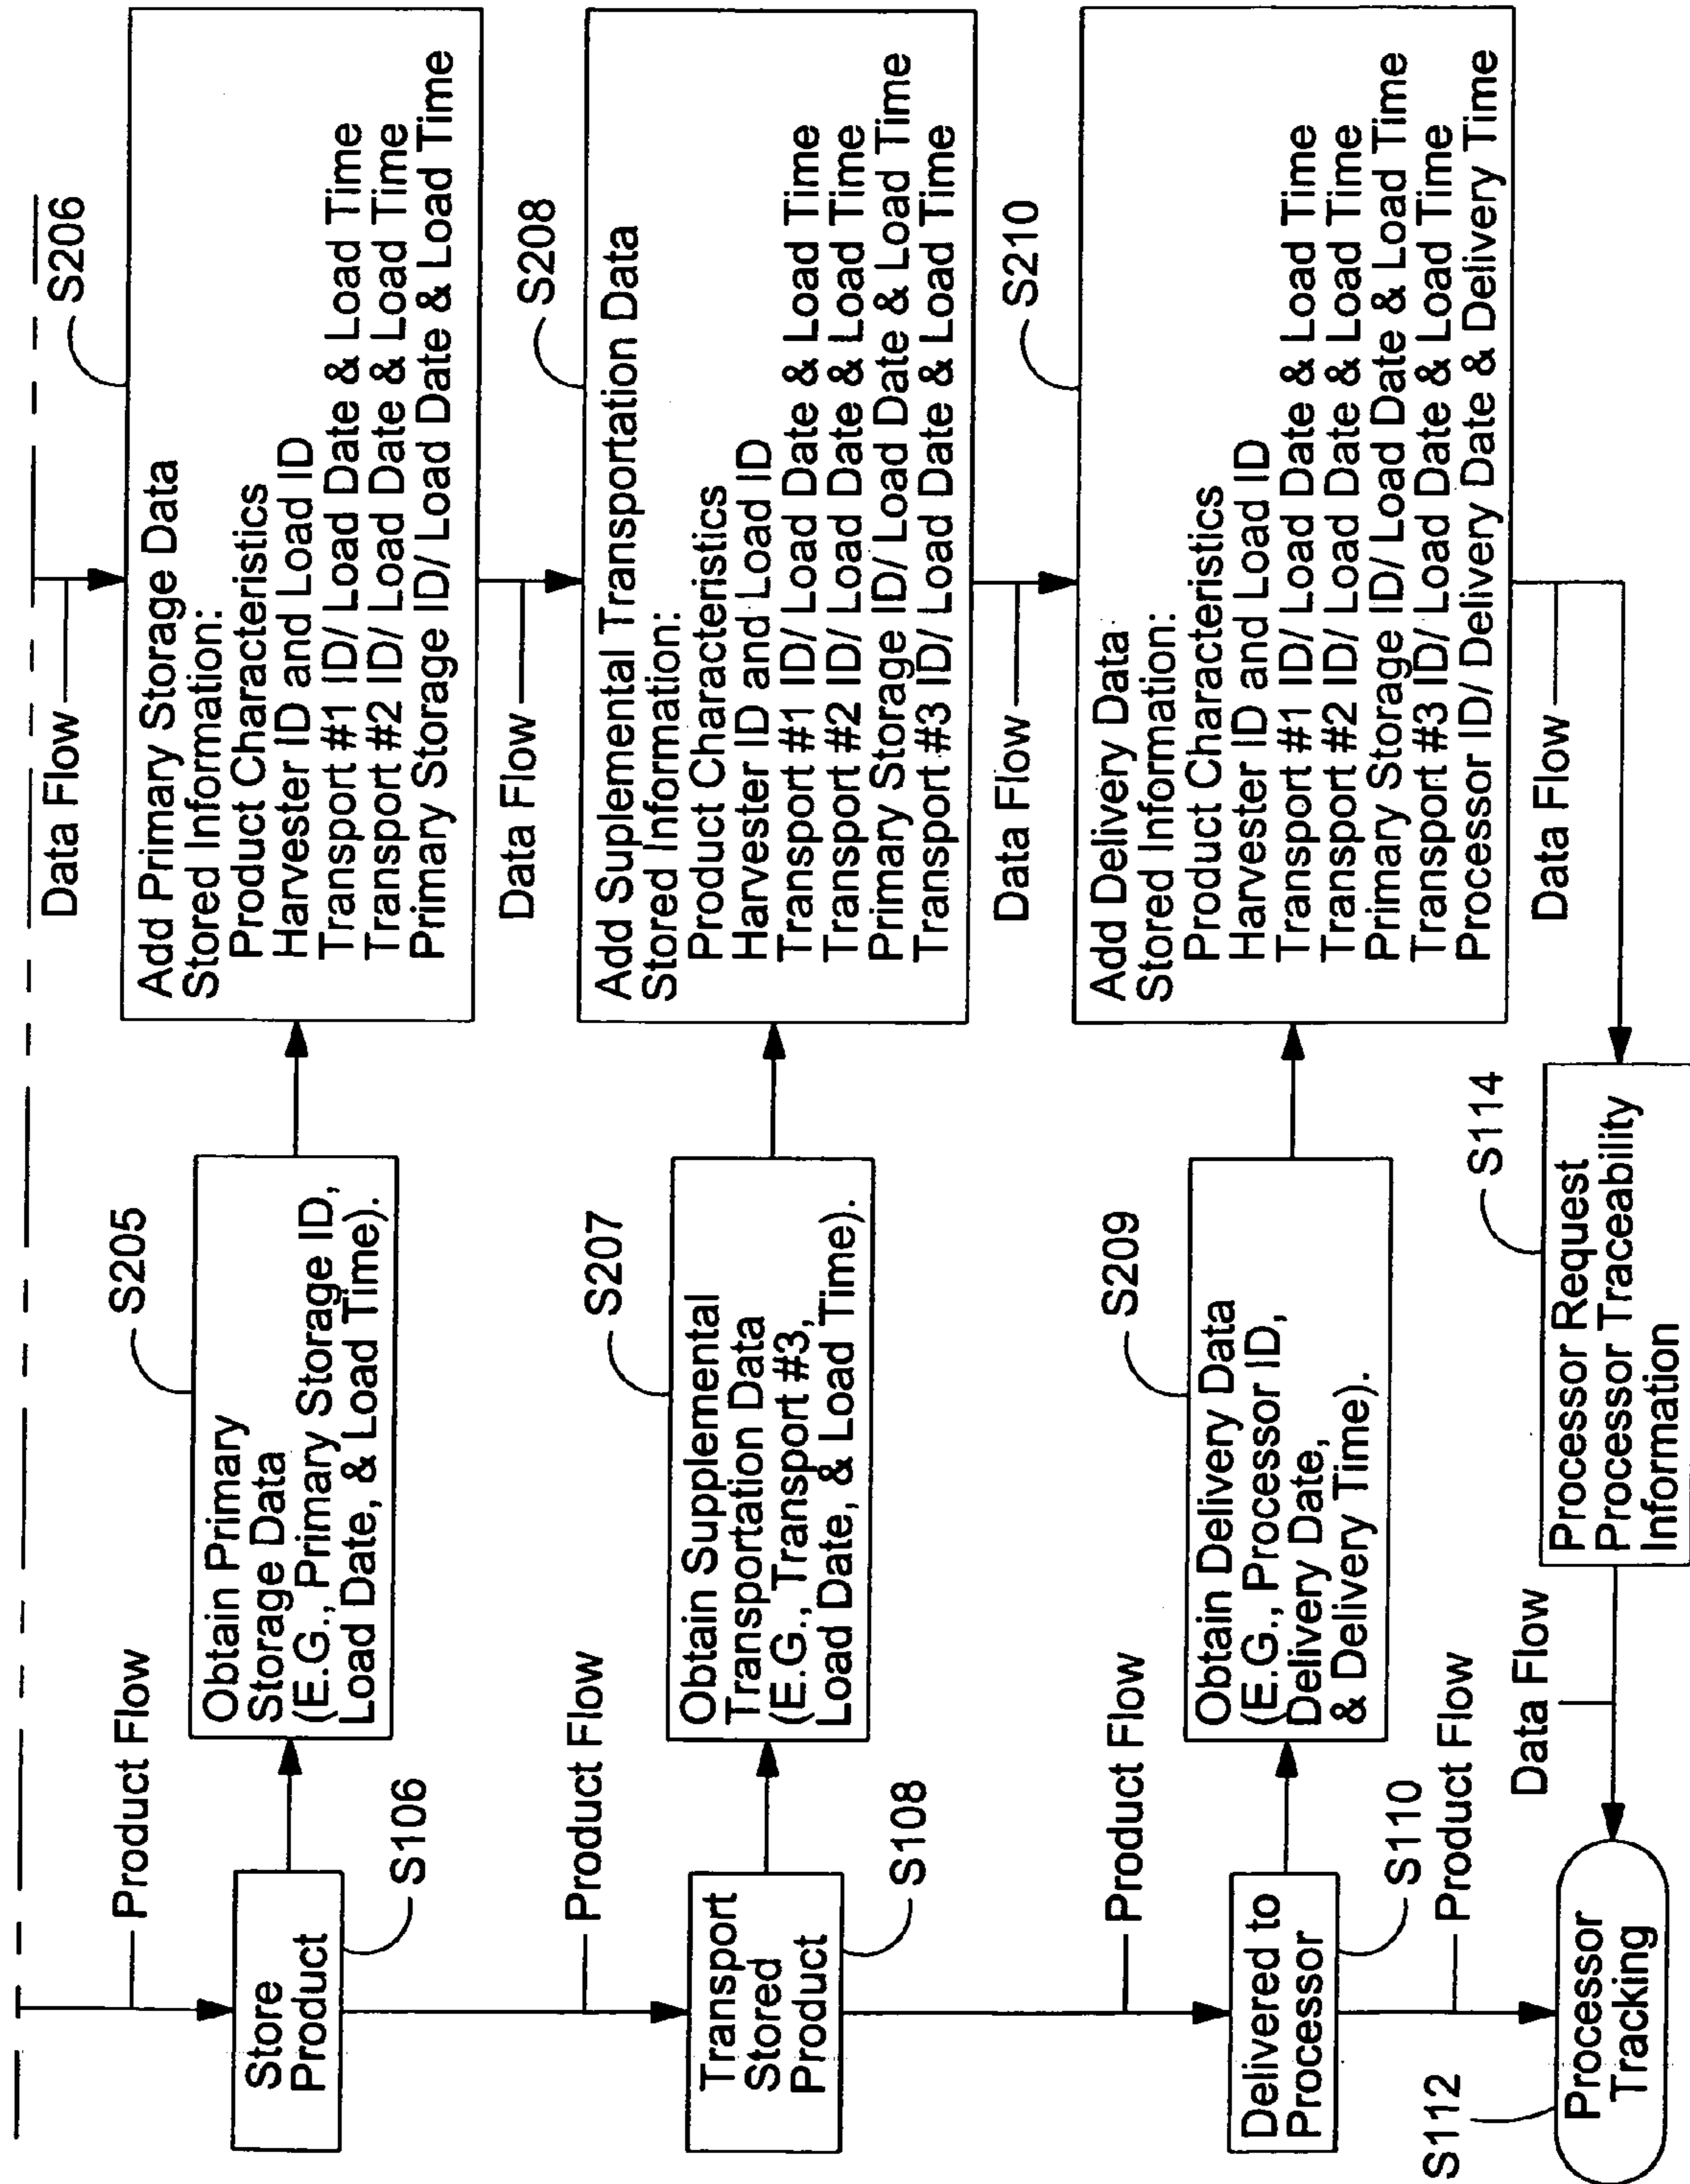 Product Flow
Data Flow
S205
S206
Store
Product
S106
Obtain Primary
Storage Data
(E.G., Primary Storage ID,
Load Date, & Load Time).
Add Primary Storage Data
Stored Information:
Product Characteristics
Harvester ID and Load ID
Transport #1 ID/ Load Date & Load Time
Transport #2 ID/ Load Date & Load Time
Primary Storage ID/ Load Date & Load Time
Product Flow
Data Flow
S207
S208
Transport
Stored
Product
S108
Obtain Supplemental
Transportation Data
(E.G., Transport #3,
Load Date, & Load Time).
Add Suplemental Transportation Data
Stored Information:
Product Characteristics
Harvester ID and Load ID
Transport #1 ID/ Load Date & Load Time
Transport #2 ID/ Load Date & Load Time
Primary Storage ID/ Load Date & Load Time
Transport #3 ID/ Load Date & Load Time
Product Flow
Data Flow
S209
S210
Delivered to
Processor
S110
Obtain Delivery Data
(E.G., Processor ID,
Delivery Date,
& Delivery Time).
Add Delivery Data
Stored Information:
Product Characteristics
Harvester ID and Load ID
Transport #1 ID/ Load Date & Load Time
Transport #2 ID/ Load Date & Load Time
Primary Storage ID/ Load Date & Load Time
Transport #3 ID/ Load Date & Load Time
Processor ID/ Delivery Date & Delivery Time
Product Flow
Data Flow
S112
Processor
Tracking
Data Flow
S114
Processor Request
Processor Traceability
Information